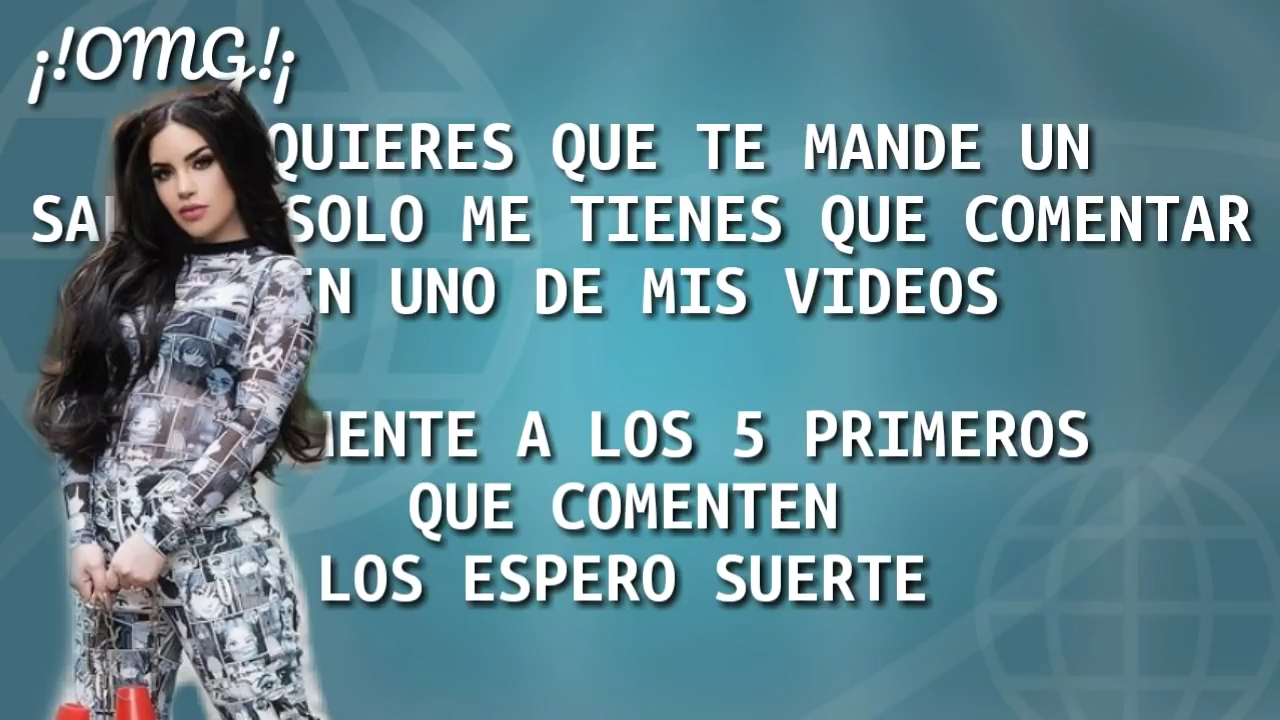 ¡!OMG!¡
QUIERES QUE TE MANDE UN
SOLO ME TIENES QUE COMENTAR
EN UNO DE MIS VIDEOS
A LOS 5 PRIMEROS
QUE COMENTEN
LOS ESPERO SUERTE